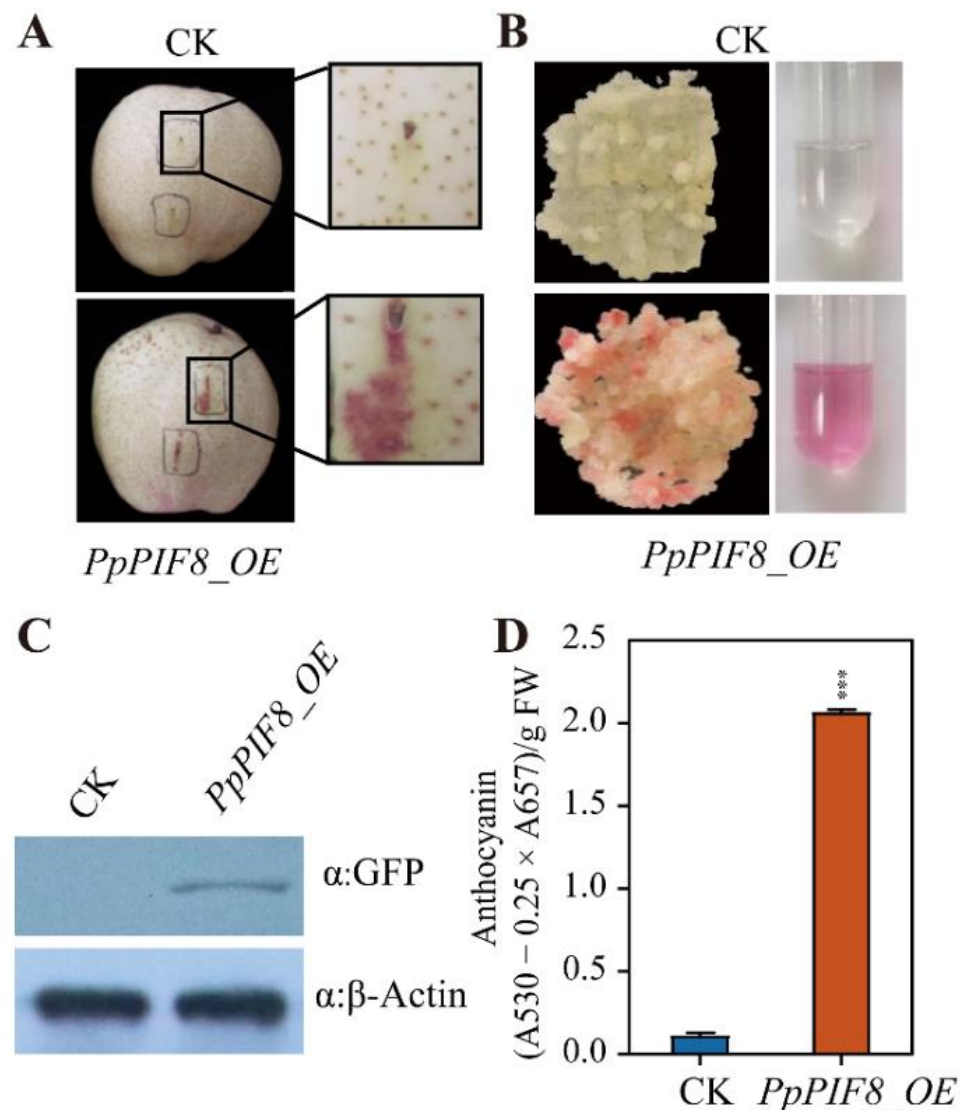 A
CK
PpPIF8_OE
B
CK
PpPIF8_OE
C
CK
PpPIF8_OE
α:GFP
α:β-Actin
D
Anthocyanin
(A530 − 0.25 × A657)/g FW
2.5
2.0
1.5
1.0
0.5
0.0
***
CK
PpPIF8_OE